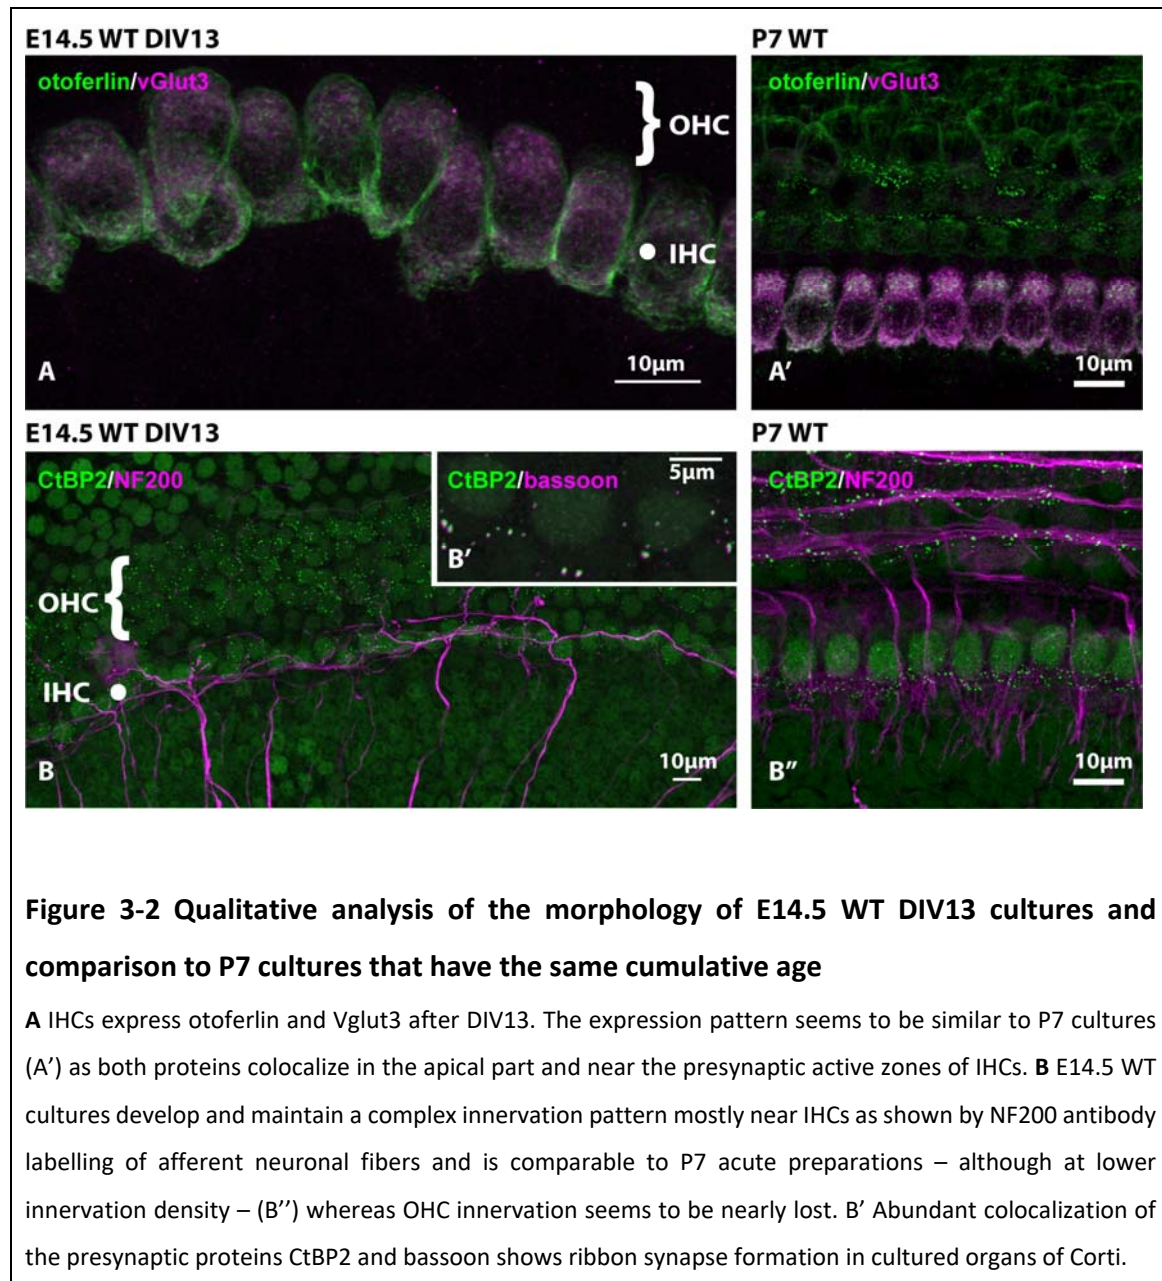 E14.5 WT DIV13
P7 WT
otoferlin/vGlut3
OHC
IHC
A
10µm
otoferlin/vGlut3
A'
10µm
E14.5 WT DIV13
P7 WT
CtBP2/NF200
OHC
IHC
B
10µm
CtBP2/bassoon
5µm
B'
CtBP2/NF200
B"
10µm
Figure 3-2 Qualitative analysis of the morphology of E14.5 WT DIV13 cultures and
comparison to P7 cultures that have the same cumulative age
A IHCs express otoferlin and Vglut3 after DIV13. The expression pattern seems to be similar to P7 cultures
(A’) as both proteins colocalize in the apical part and near the presynaptic active zones of IHCs. B E14.5 WT
cultures develop and maintain a complex innervation pattern mostly near IHCs as shown by NF200 antibody
labelling of afferent neuronal fibers and is comparable to P7 acute preparations – although at lower
innervation density – (B’’) whereas OHC innervation seems to be nearly lost. B’ Abundant colocalization of
the presynaptic proteins CtBP2 and bassoon shows ribbon synapse formation in cultured organs of Corti.